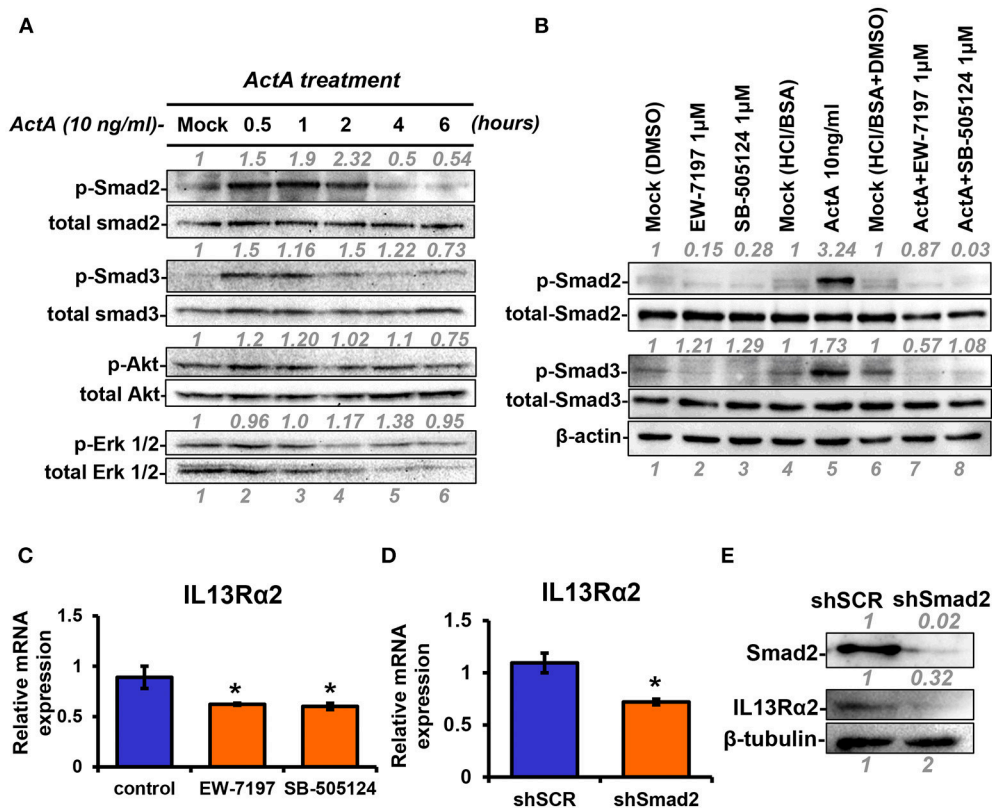 A
ActA treatment
ActA (10 ng/ml)- Mock 0.5 1 2 4 6 (hours)
1 1.5 1.9 2.32 0.5 0.54
p-Smad2
total smad2
1 1.5 1.16 1.5 1.22 0.73
p-Smad3
total smad3
1 1.2 1.20 1.02 1.1 0.75
p-Akt
total Akt
1 0.96 1.0 1.17 1.38 0.95
p-Erk 1/2
total Erk 1/2
1 2 3 4 5 6
B
Mock (DMSO)
EW-7197 1µM
SB-505124 1µM
Mock (HCl/BSA)
ActA 10ng/ml
Mock (HCl/BSA+DMSO)
ActA+EW-7197 1µM
ActA+SB-505124 1µM
1 0.15 0.28 1 3.24 1 0.87 0.03
p-Smad2
total-Smad2
1 1.21 1.29 1 1.73 1 0.57 1.08
p-Smad3
total-Smad3
β-actin
1 2 3 4 5 6 7 8
C
IL13Rα2
Relative mRNA
expression
1.5
1
0.5
0
* *
control EW-7197 SB-505124
D
IL13Rα2
Relative mRNA
expression
1.5
1
0.5
0
*
shSCR shSmad2
E
shSCR shSmad2
1 0.02
Smad2
1 0.32
IL13Rα2
β-tubulin
1 2